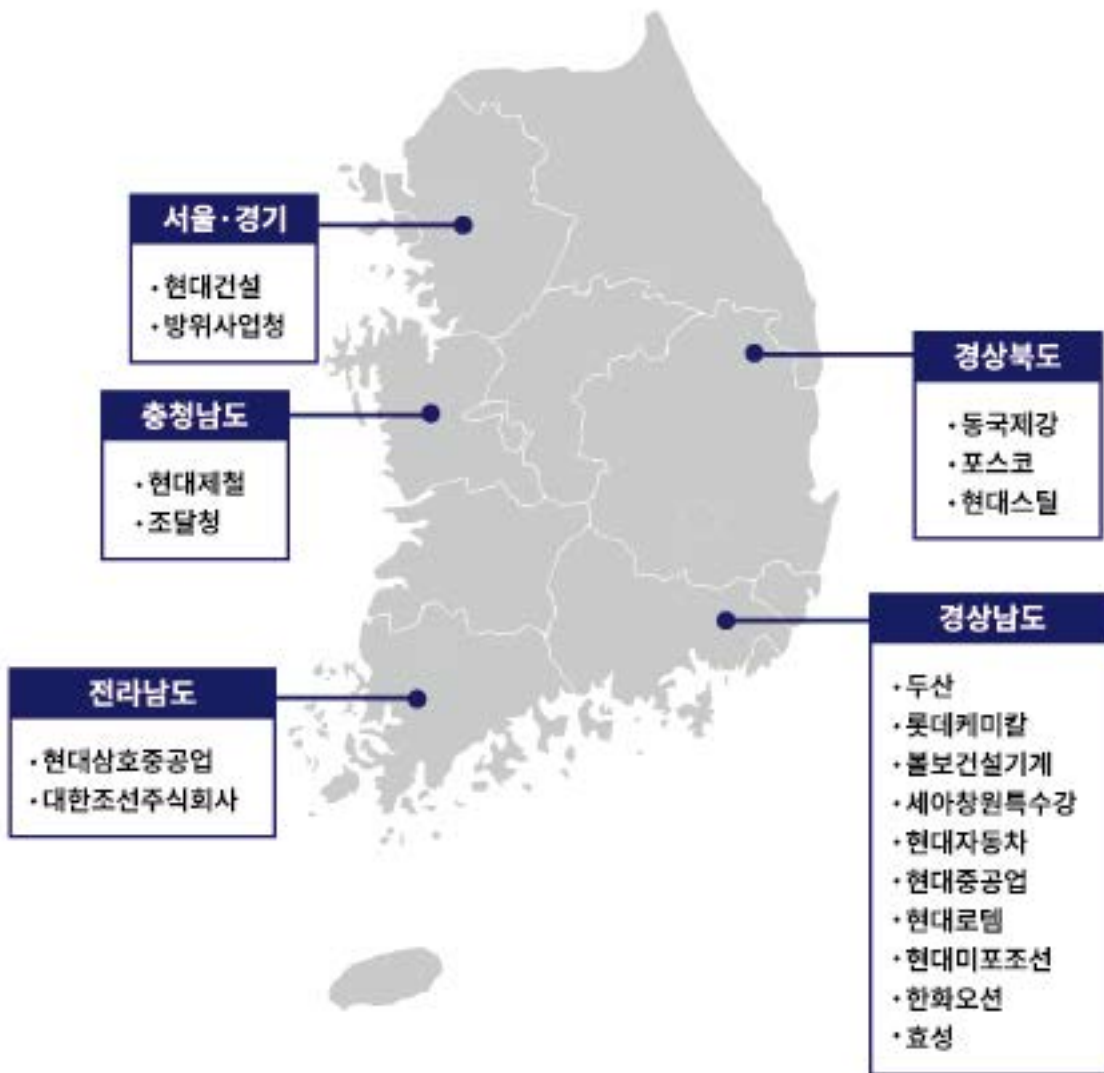 서울·경기
·현대건설
·방위사업청
충청남도
·현대제철
·조달청
전라남도
·현대삼호중공업
·대한조선주식회사
경상북도
·동국제강
·포스코
·현대스틸
경상남도
·두산
·롯데케미칼
·볼보건설기계
·세아창원특수강
·현대자동차
·현대중공업
·현대로템
·현대미포조선
·한화오션
·효성